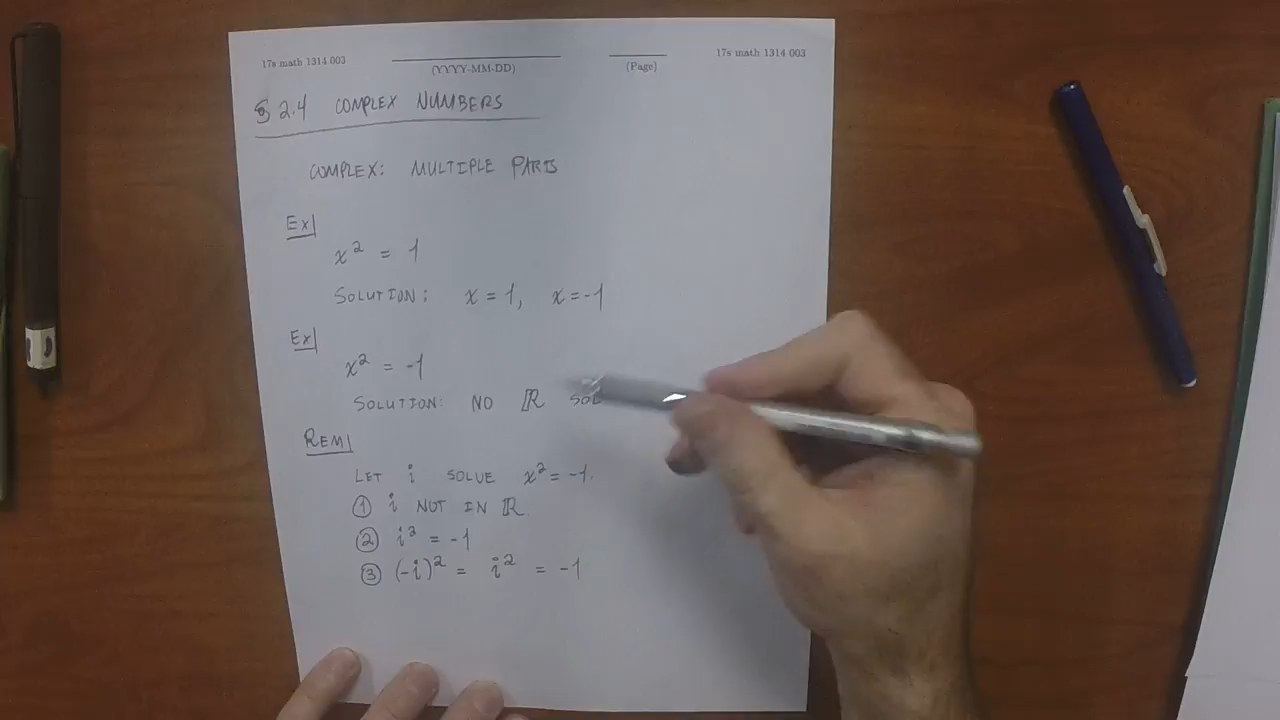 17s math 1314 003 (YYYY-MM-DD) (Page) 17s math 1314 003
§ 2.4 COMPLEX NUMBERS
COMPLEX: MULTIPLE PARTS
EX|
x² = 1
SOLUTION: x = 1, x = -1
EX|
x² = -1
SOLUTION: NO ℝ
REM|
LET i SOLVE x² = -1.
① i NOT IN ℝ.
② i² = -1
③ (-i)² = i² = -1